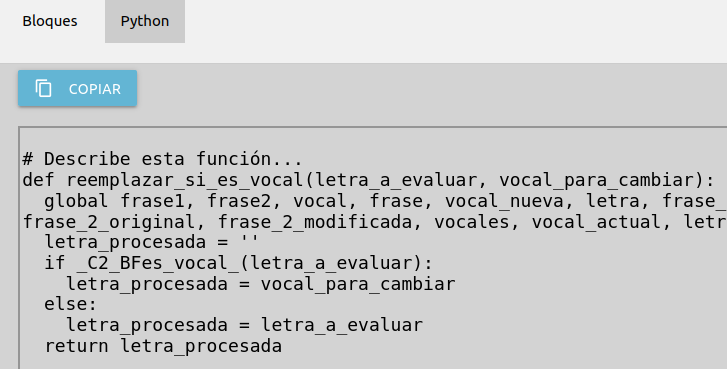 Bloques Python
COPIAR
# Describe esta función...
def reemplazar_si_es_vocal(letra_a_evaluar, vocal_para_cambiar):
  global frase1, frase2, vocal, frase, vocal_nueva, letra, frase_
frase_2_original, frase_2_modificada, vocales, vocal_actual, letr
  letra_procesada = ''
  if _C2_BFes_vocal_(letra_a_evaluar):
    letra_procesada = vocal_para_cambiar
  else:
    letra_procesada = letra_a_evaluar
  return letra_procesada